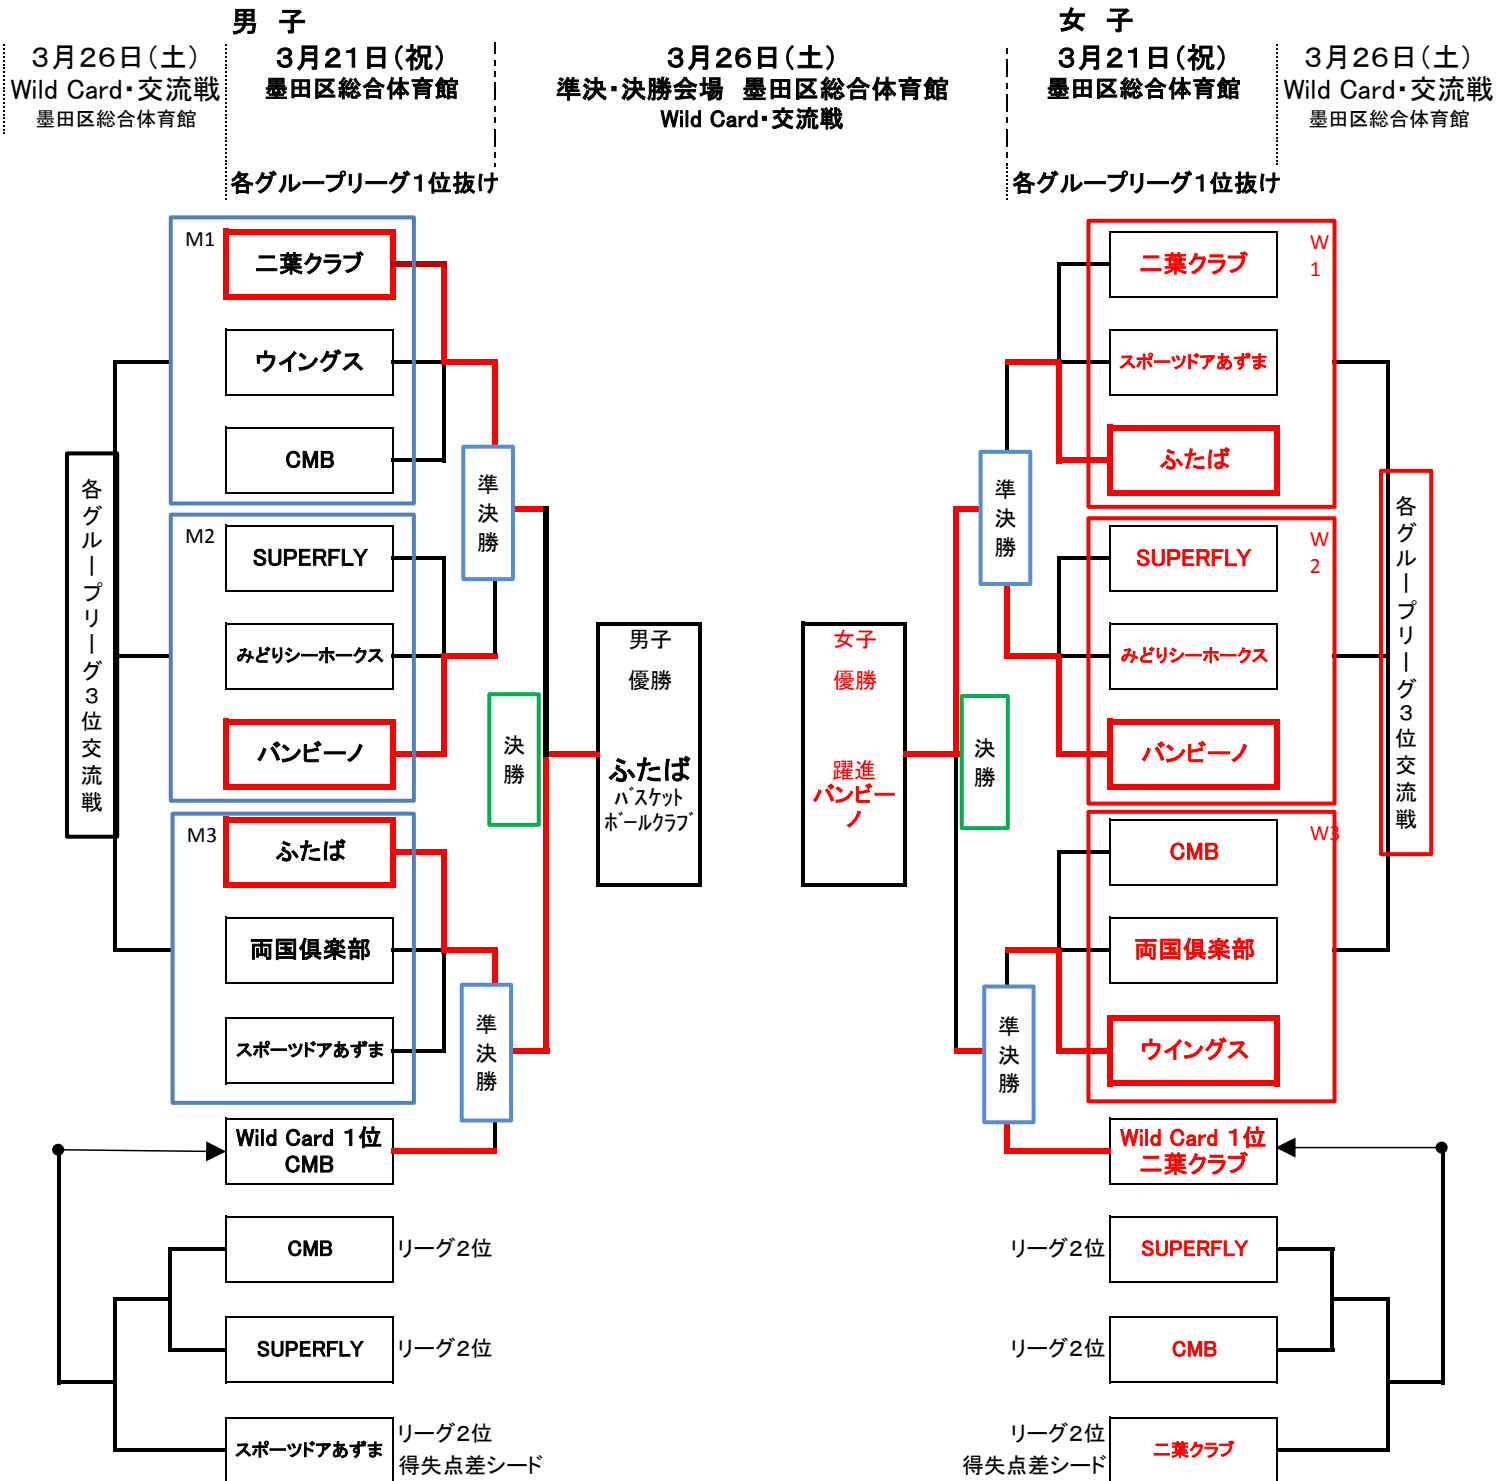 男 子
女 子
3月26日(土)
Wild Card・交流戦
墨田区総合体育館
3月21日(祝)
墨田区総合体育館
3月26日(土)
準決・決勝会場 墨田区総合体育館
Wild Card・交流戦
3月21日(祝)
墨田区総合体育館
3月26日(土)
Wild Card・交流戦
墨田区総合体育館
各グループリーグ1位抜け
各グループリーグ1位抜け
M1
二葉クラブ
ウイングス
CMB
M2
SUPERFLY
みどりシーホークス
バンビーノ
M3
ふたば
両国倶楽部
スポーツドアあずま
各グループリーグ3位交流戦
準決勝
準決勝
決勝
男子
優勝
ふたば
バスケット
ボールクラブ
女子
優勝
躍進
バンビー
ノ
決勝
準決勝
準決勝
W
1
二葉クラブ
スポーツドアあずま
ふたば
W
2
SUPERFLY
みどりシーホークス
バンビーノ
W3
CMB
両国倶楽部
ウイングス
各グループリーグ3位交流戦
Wild Card 1位
CMB
CMB
リーグ2位
SUPERFLY
リーグ2位
スポーツドアあずま
リーグ2位
得失点差シード
Wild Card 1位
二葉クラブ
リーグ2位
SUPERFLY
リーグ2位
CMB
リーグ2位
得失点差シード
二葉クラブ